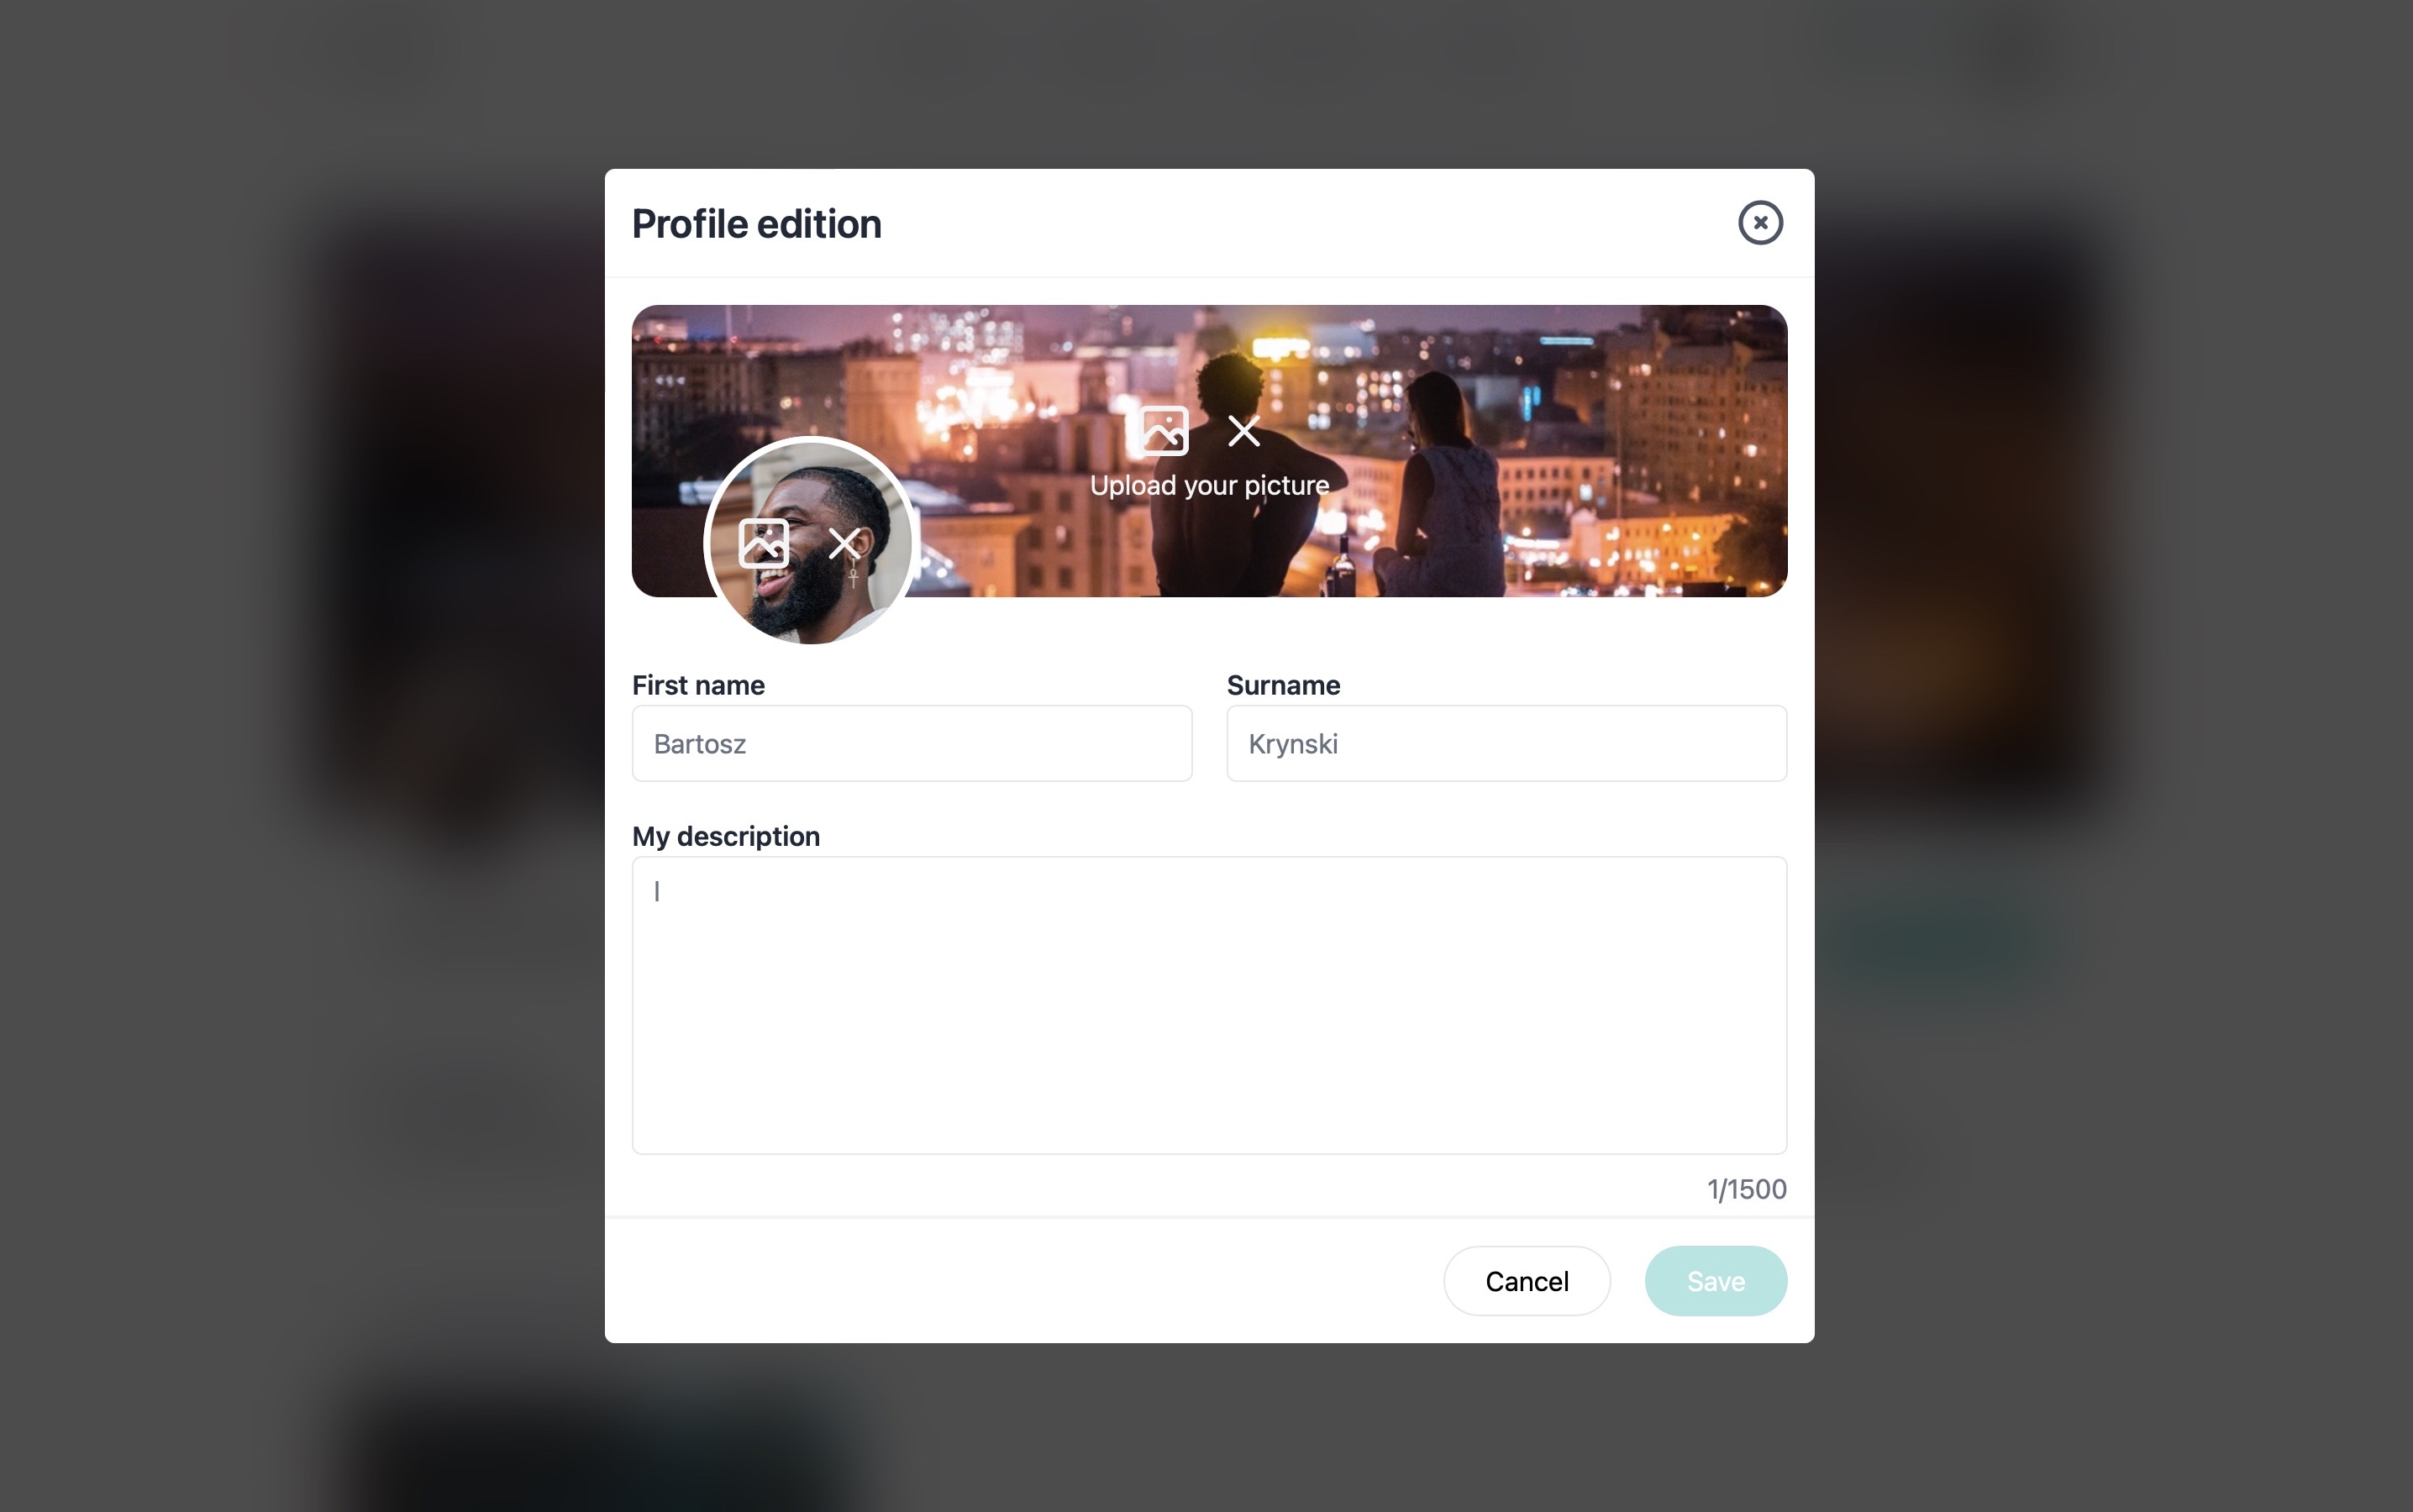 Profile edition
Upload your picture
First name
Surname
Bartosz
Krynski
My description
l
1/1500
Cancel
Save